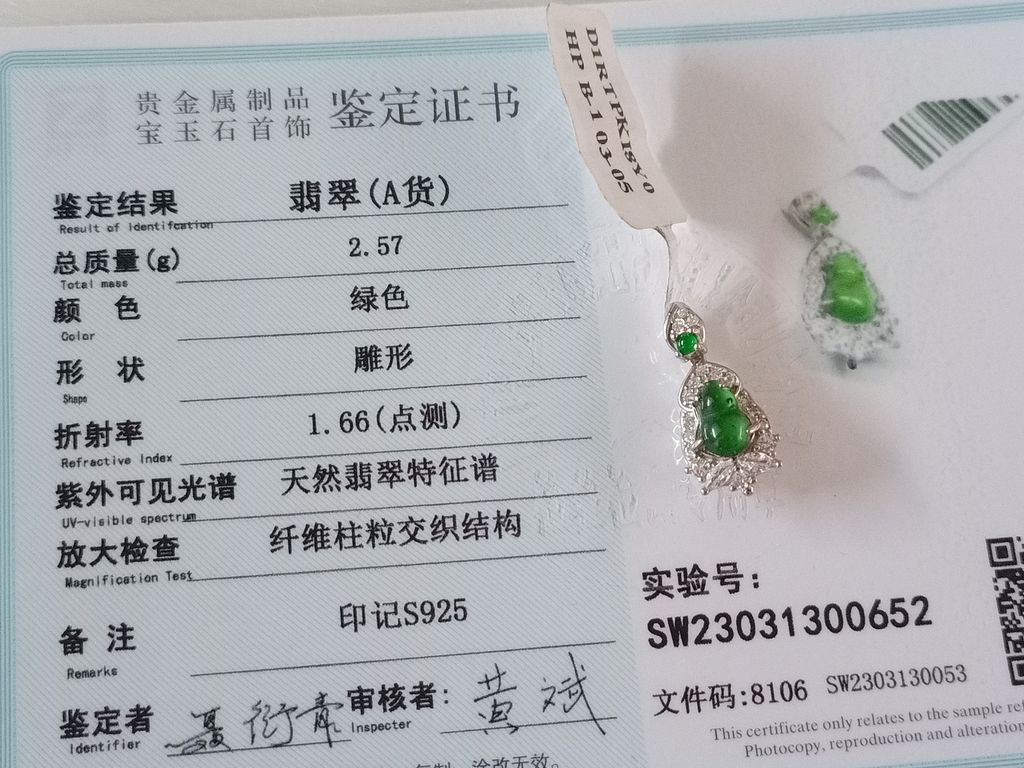 贵金属制品
宝玉石首饰
鉴定证书
鉴定结果 翡翠(A货)
Result of identifcation
总质量(g) 2.57
Total mass
颜 色 绿色
Color
形 状 雕形
Shape
折射率 1.66(点测)
Refractive Index
紫外可见光谱 天然翡翠特征谱
UV-visible spectrum
放大检查 纤维柱粒交织结构
Magnification Test
备 注 印记S925
Remarks
鉴定者
Identifier
审核者: 黄斌
Inspecter
涂改无效。
D1RTPK18Y0
HP B-1 03-05
实验号:
SW23031300652
文件码:8106 SW2303130053
This certificate only relates to the sample
Photocopy, reproduction and